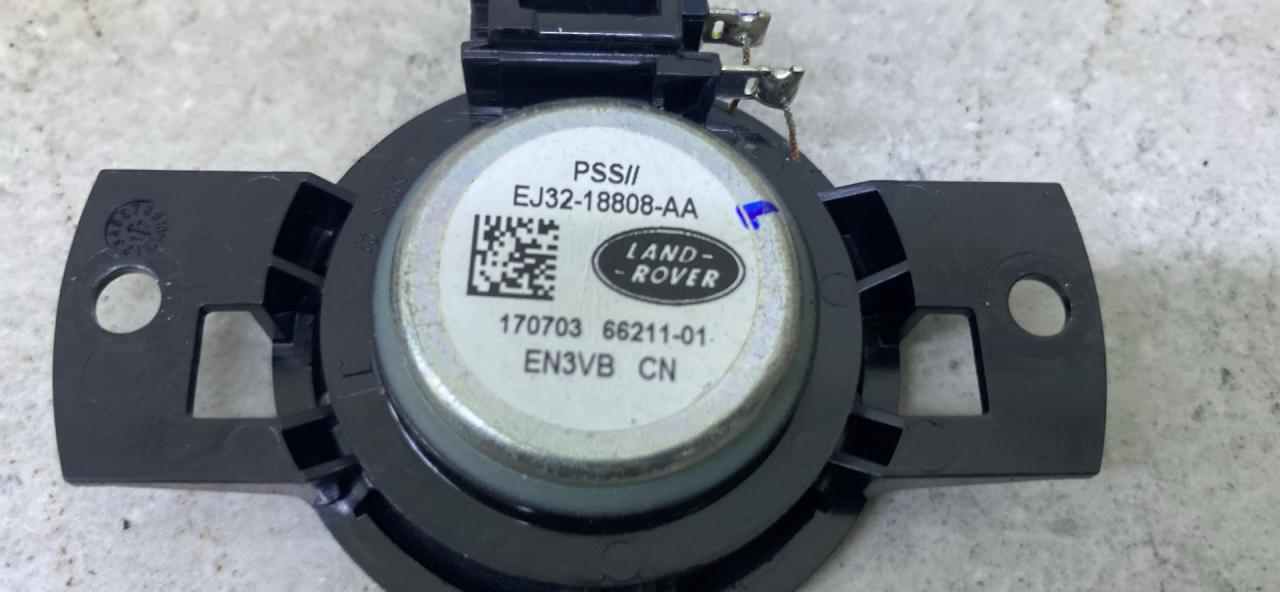 PSS//
EJ32-18808-AA
LAND-
-ROVER
170703 66211-01
EN3VB CN